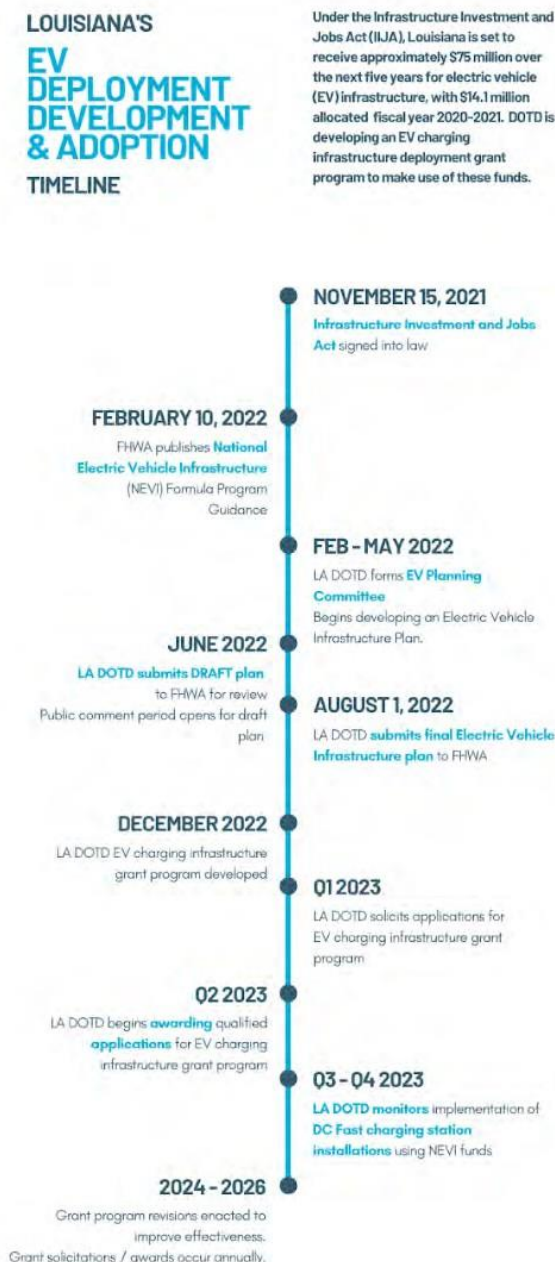 LOUISIANA'S
EV
DEPLOYMENT
DEVELOPMENT
& ADOPTION
TIMELINE
Under the Infrastructure Investment and
Jobs Act (IIJA), Louisiana is set to
receive approximately $75 million over
the next five years for electric vehicle
(EV) infrastructure, with $14.1 million
allocated fiscal year 2020-2021. DOTD is
developing an EV charging
infrastructure deployment grant
program to make use of these funds.
NOVEMBER 15, 2021
Infrastructure Investment and Jobs
Act signed into law
FEBRUARY 10, 2022
FHWA publishes National
Electric Vehicle Infrastructure
(NEVI) Formula Program
Guidance
FEB - MAY 2022
LA DOTD forms EV Planning
Committee
Begins developing an Electric Vehicle
Infrastructure Plan.
JUNE 2022
LA DOTD submits DRAFT plan
to FHWA for review
Public comment period opens for draft
plan
AUGUST 1, 2022
LA DOTD submits final Electric Vehicle
Infrastructure plan to FHWA
DECEMBER 2022
LA DOTD EV charging infrastructure
grant program developed
Q1 2023
LA DOTD solicits applications for
EV charging infrastructure grant
program
Q2 2023
LA DOTD begins awarding qualified
applications for EV charging
infrastructure grant program
Q3 - Q4 2023
LA DOTD monitors implementation of
DC Fast charging station
installations using NEVI funds
2024 - 2026
Grant program revisions enacted to
improve effectiveness.
Grant solicitations / awards occur annually.